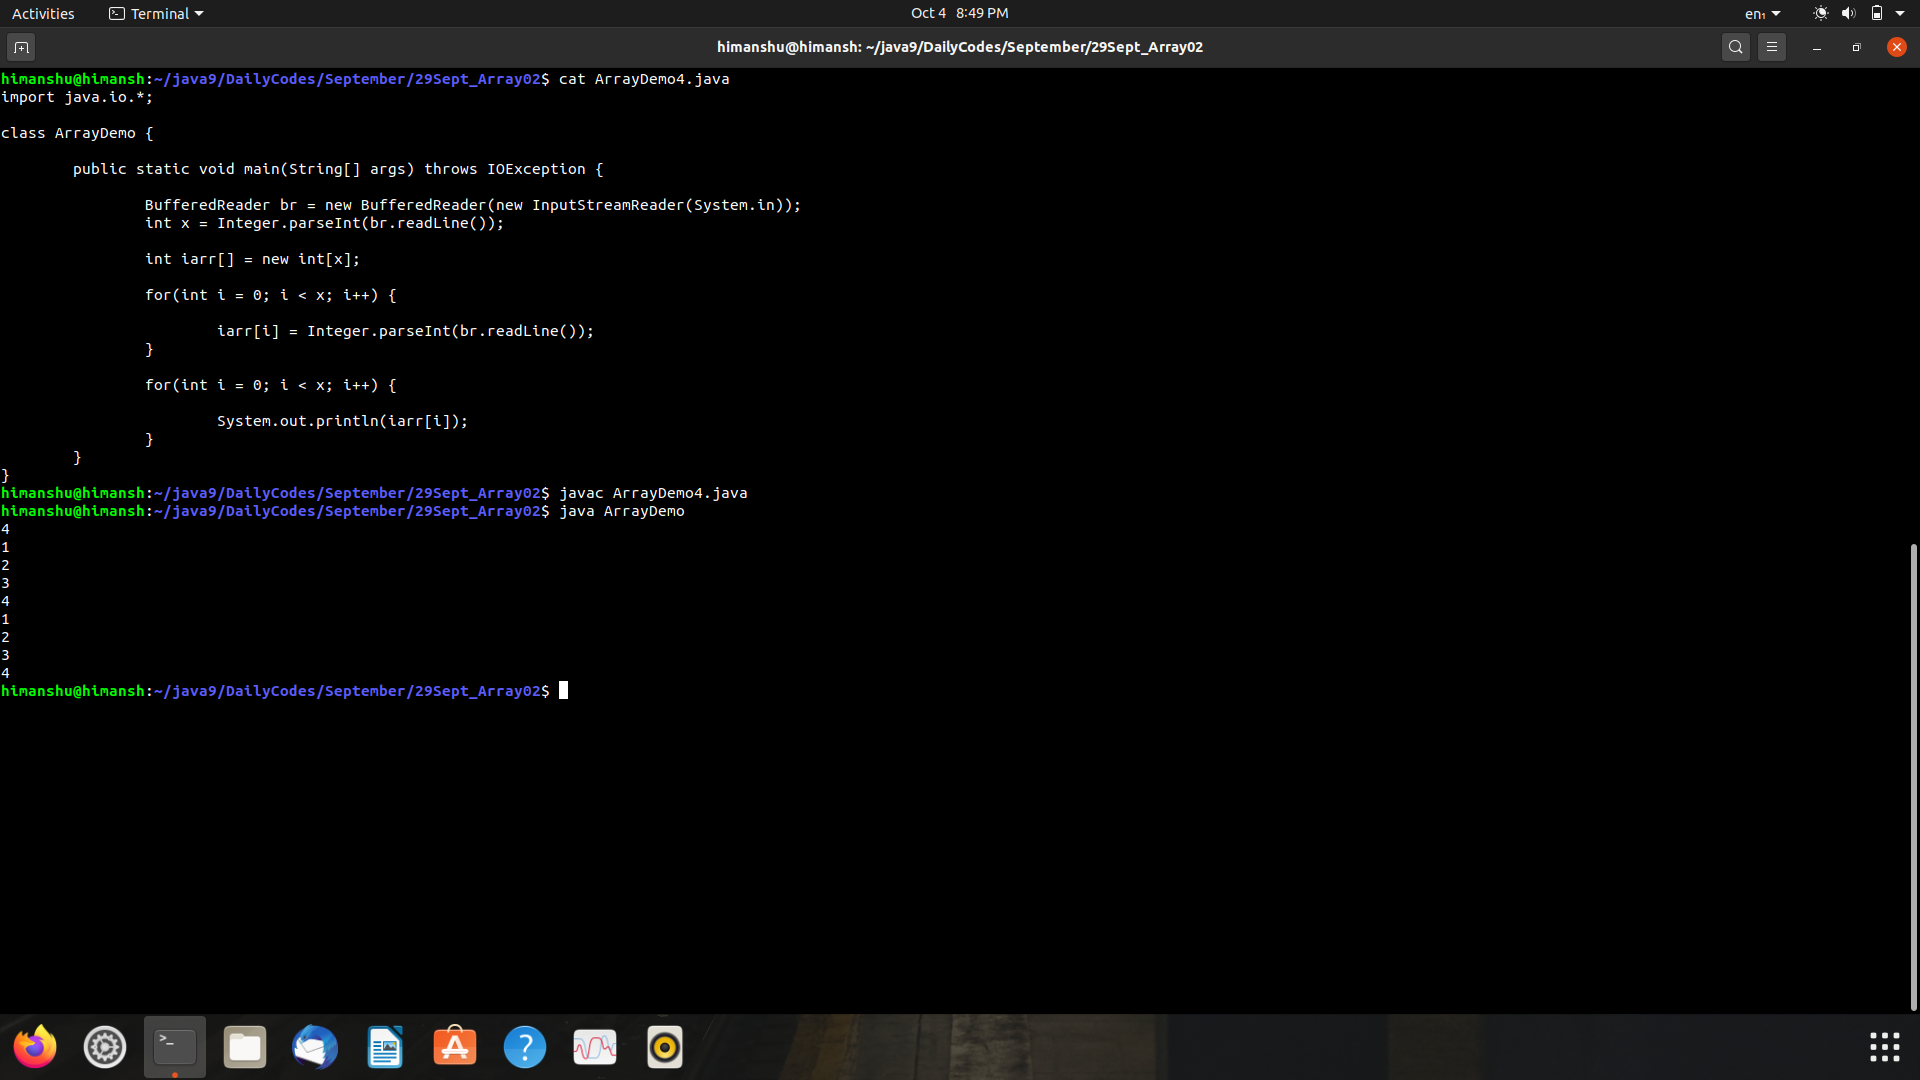 Activities Terminal Oct 4 8:49 PM en₁
himanshu@himansh: ~/java9/DailyCodes/September/29Sept_Array02
himanshu@himansh:~/java9/DailyCodes/September/29Sept_Array02$ cat ArrayDemo4.java
import java.io.*;
class ArrayDemo {
public static void main(String[] args) throws IOException {
BufferedReader br = new BufferedReader(new InputStreamReader(System.in));
int x = Integer.parseInt(br.readLine());
int iarr[] = new int[x];
for(int i = 0; i < x; i++) {
iarr[i] = Integer.parseInt(br.readLine());
}
for(int i = 0; i < x; i++) {
System.out.println(iarr[i]);
}
}
}
himanshu@himansh:~/java9/DailyCodes/September/29Sept_Array02$ javac ArrayDemo4.java
himanshu@himansh:~/java9/DailyCodes/September/29Sept_Array02$ java ArrayDemo
4
1
2
3
4
1
2
3
4
himanshu@himansh:~/java9/DailyCodes/September/29Sept_Array02$